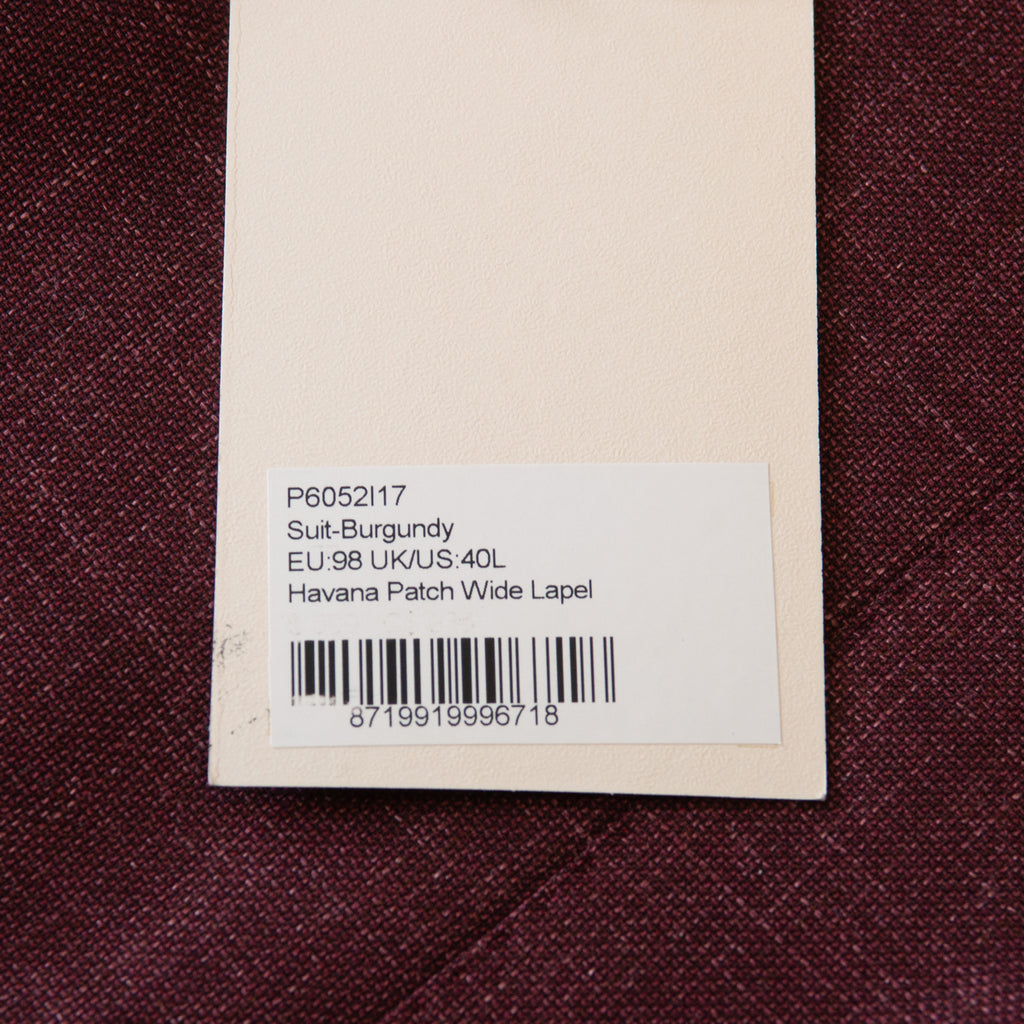 P6052I17
Suit-Burgundy
EU:98 UK/US:40L
Havana Patch Wide Lapel
8719919996718